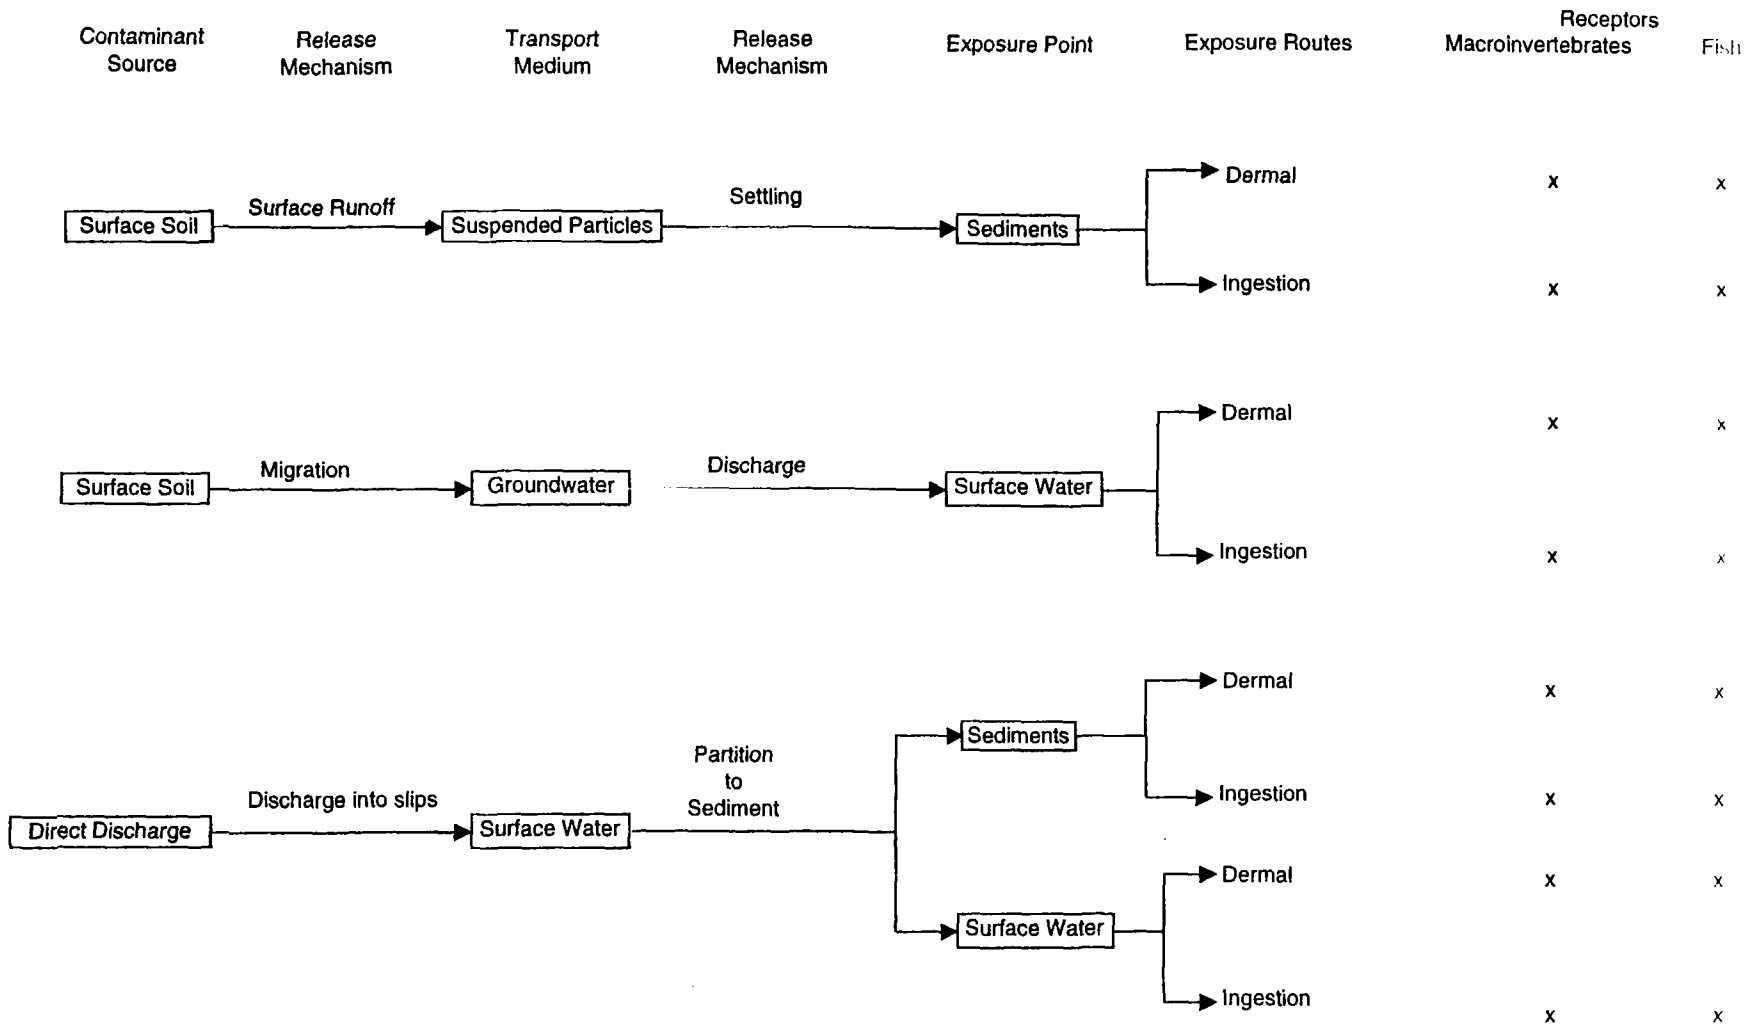 Receptors
Contaminant Source
Release Mechanism
Transport Medium
Release Mechanism
Exposure Point
Exposure Routes
Macroinvertebrates
Fish
Surface Soil
Surface Runoff
Suspended Particles
Settling
Sediments
Dermal
x
x
Ingestion
x
x
Surface Soil
Migration
Groundwater
Discharge
Surface Water
Dermal
x
x
Ingestion
x
x
Direct Discharge
Discharge into slips
Surface Water
Partition
to
Sediment
Sediments
Dermal
x
x
Ingestion
x
x
Surface Water
Dermal
x
x
Ingestion
x
x